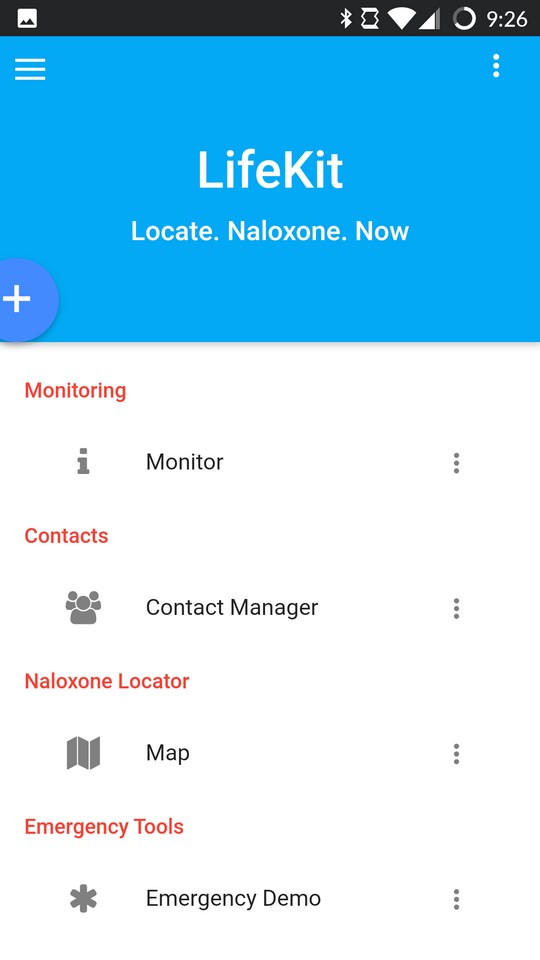 9:26
LifeKit
Locate. Naloxone. Now
+
Monitoring
Monitor
Contacts
Contact Manager
Naloxone Locator
Map
Emergency Tools
Emergency Demo